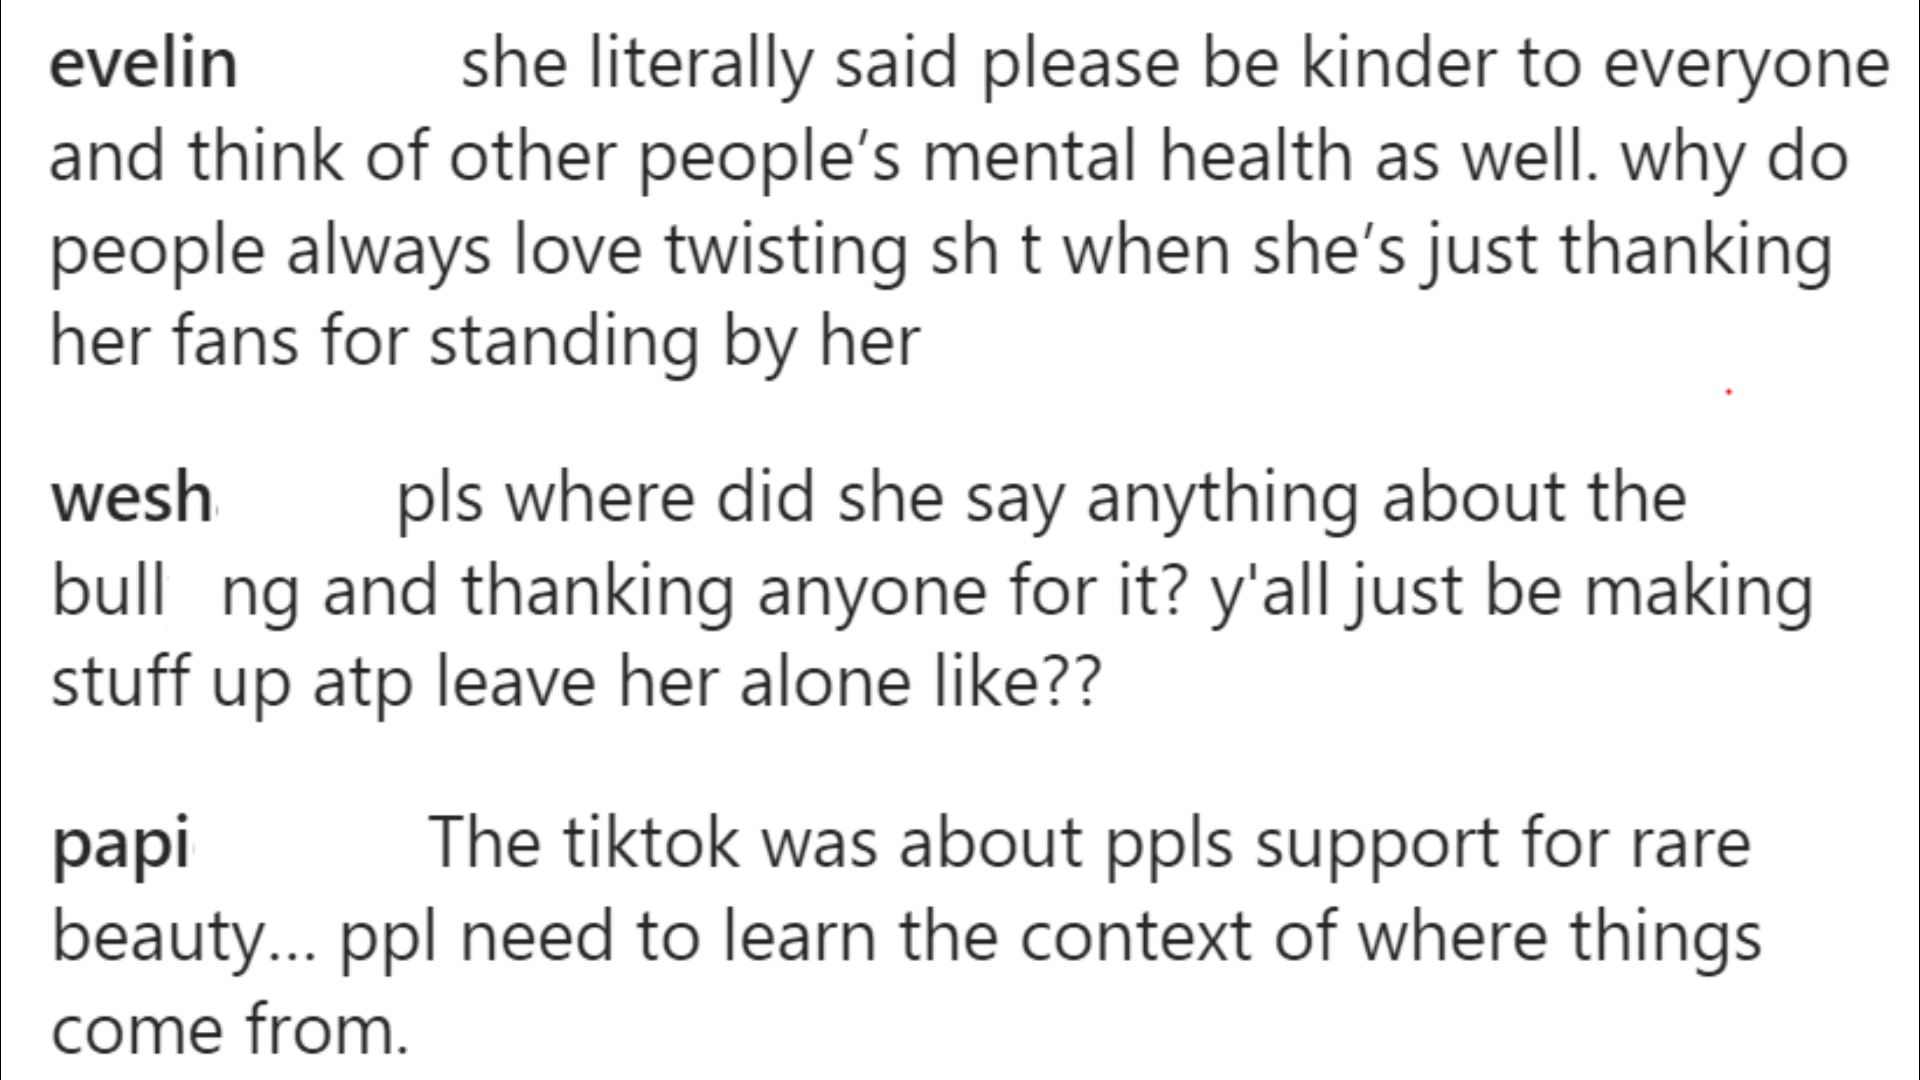 evelin she literally said please be kinder to everyone
and think of other people’s mental health as well. why do
people always love twisting sh t when she’s just thanking
her fans for standing by her
wesh pls where did she say anything about the
bull ng and thanking anyone for it? y'all just be making
stuff up atp leave her alone like??
papi The tiktok was about ppls support for rare
beauty... ppl need to learn the context of where things
come from.